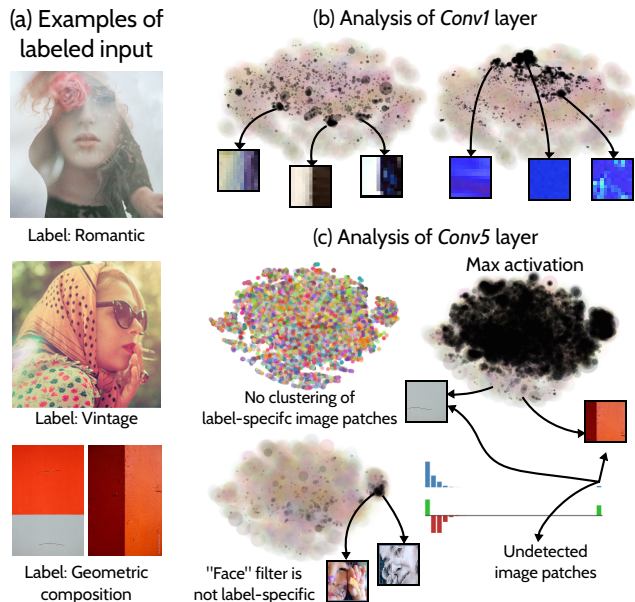 (a) Examples of
labeled input
Label: Romantic
Label: Vintage
Label: Geometric
composition
(b) Analysis of Conv1 layer
(c) Analysis of Conv5 layer
Max activation
No clustering of
label-specifc image patches
"Face" filter is
not label-specific
Undetected
image patches